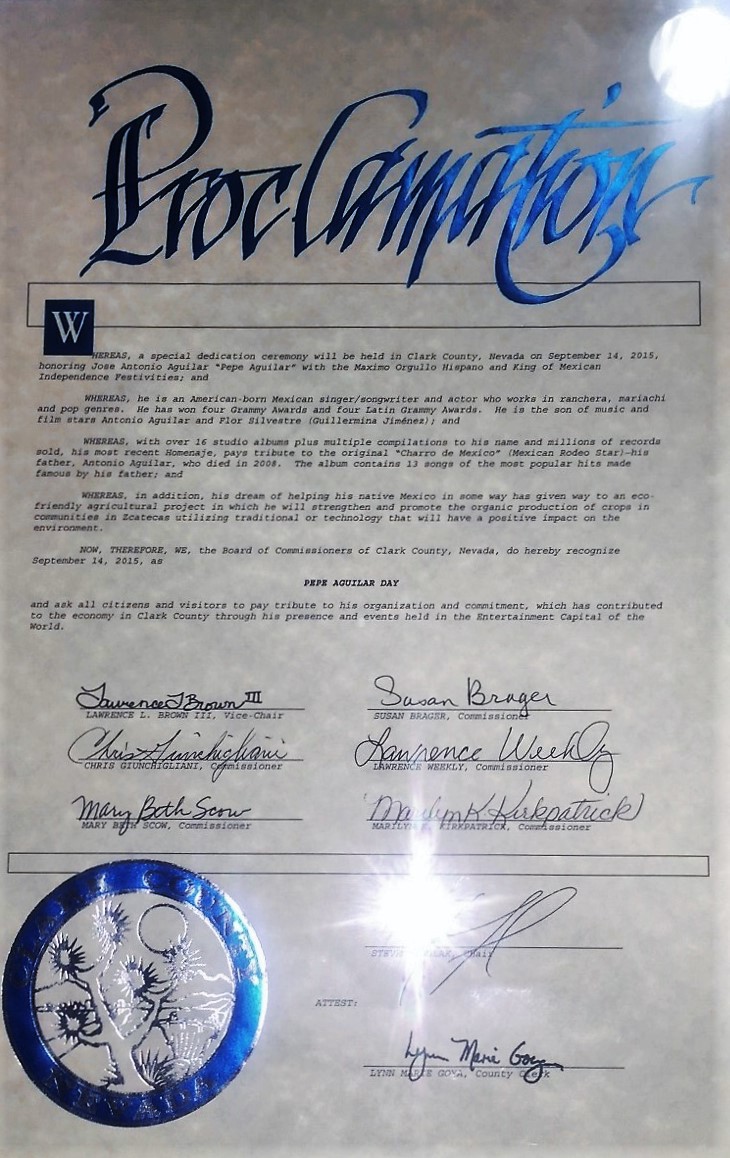 Proclamation
W
HEREAS, a special dedication ceremony will be held in Clark County, Nevada on September 14, 2015,
honoring Jose Antonio Aguilar "Pepe Aguilar" with the Maximo Orgullo Hispano and King of Mexican
Independence Festivities; and
WHEREAS, he is an American-born Mexican singer/songwriter and actor who works in ranchera, mariachi
and pop genres. He has won four Grammy Awards and four Latin Grammy Awards. He is the son of music and
film stars Antonio Aguilar and Flor Silvestre (Guillermina Jiménez); and
WHEREAS, with over 16 studio albums plus multiple compilations to his name and millions of records
sold, his most recent Homenaje, pays tribute to the original "Charro de Mexico" (Mexican Rodeo Star)—his
father, Antonio Aguilar, who died in 2008. The album contains 13 songs of the most popular hits made
famous by his father; and
WHEREAS, in addition, his dream of helping his native Mexico in some way has given way to an eco-
friendly agricultural project in which he will strengthen and promote the organic production of crops in
communities in Zcatecas utilizing traditional or technology that will have a positive impact on the
environment.
NOW, THEREFORE, WE, the Board of Commissioners of Clark County, Nevada, do hereby recognize
September 14, 2015, as
PEPE AGUILAR DAY
and ask all citizens and visitors to pay tribute to his organization and commitment, which has contributed
to the economy in Clark County through his presence and events held in the Entertainment Capital of the
World.
Lawrence L Brown III Susan Brager
LAWRENCE L. BROWN III, Vice-Chair SUSAN BRAGER, Commissioner
Chris Giunchigliani Lawrence Weekly
CHRIS GIUNCHIGLIANI, Commissioner LAWRENCE WEEKLY, Commissioner
Mary Beth Scow Marilyn K Kirkpatrick
MARY BETH SCOW, Commissioner MARILYN K. KIRKPATRICK, Commissioner
Chair
ATTEST:
Lynn Marie Goya
LYNN MARIE GOYA, County Clerk
CLARK COUNTY
NEVADA